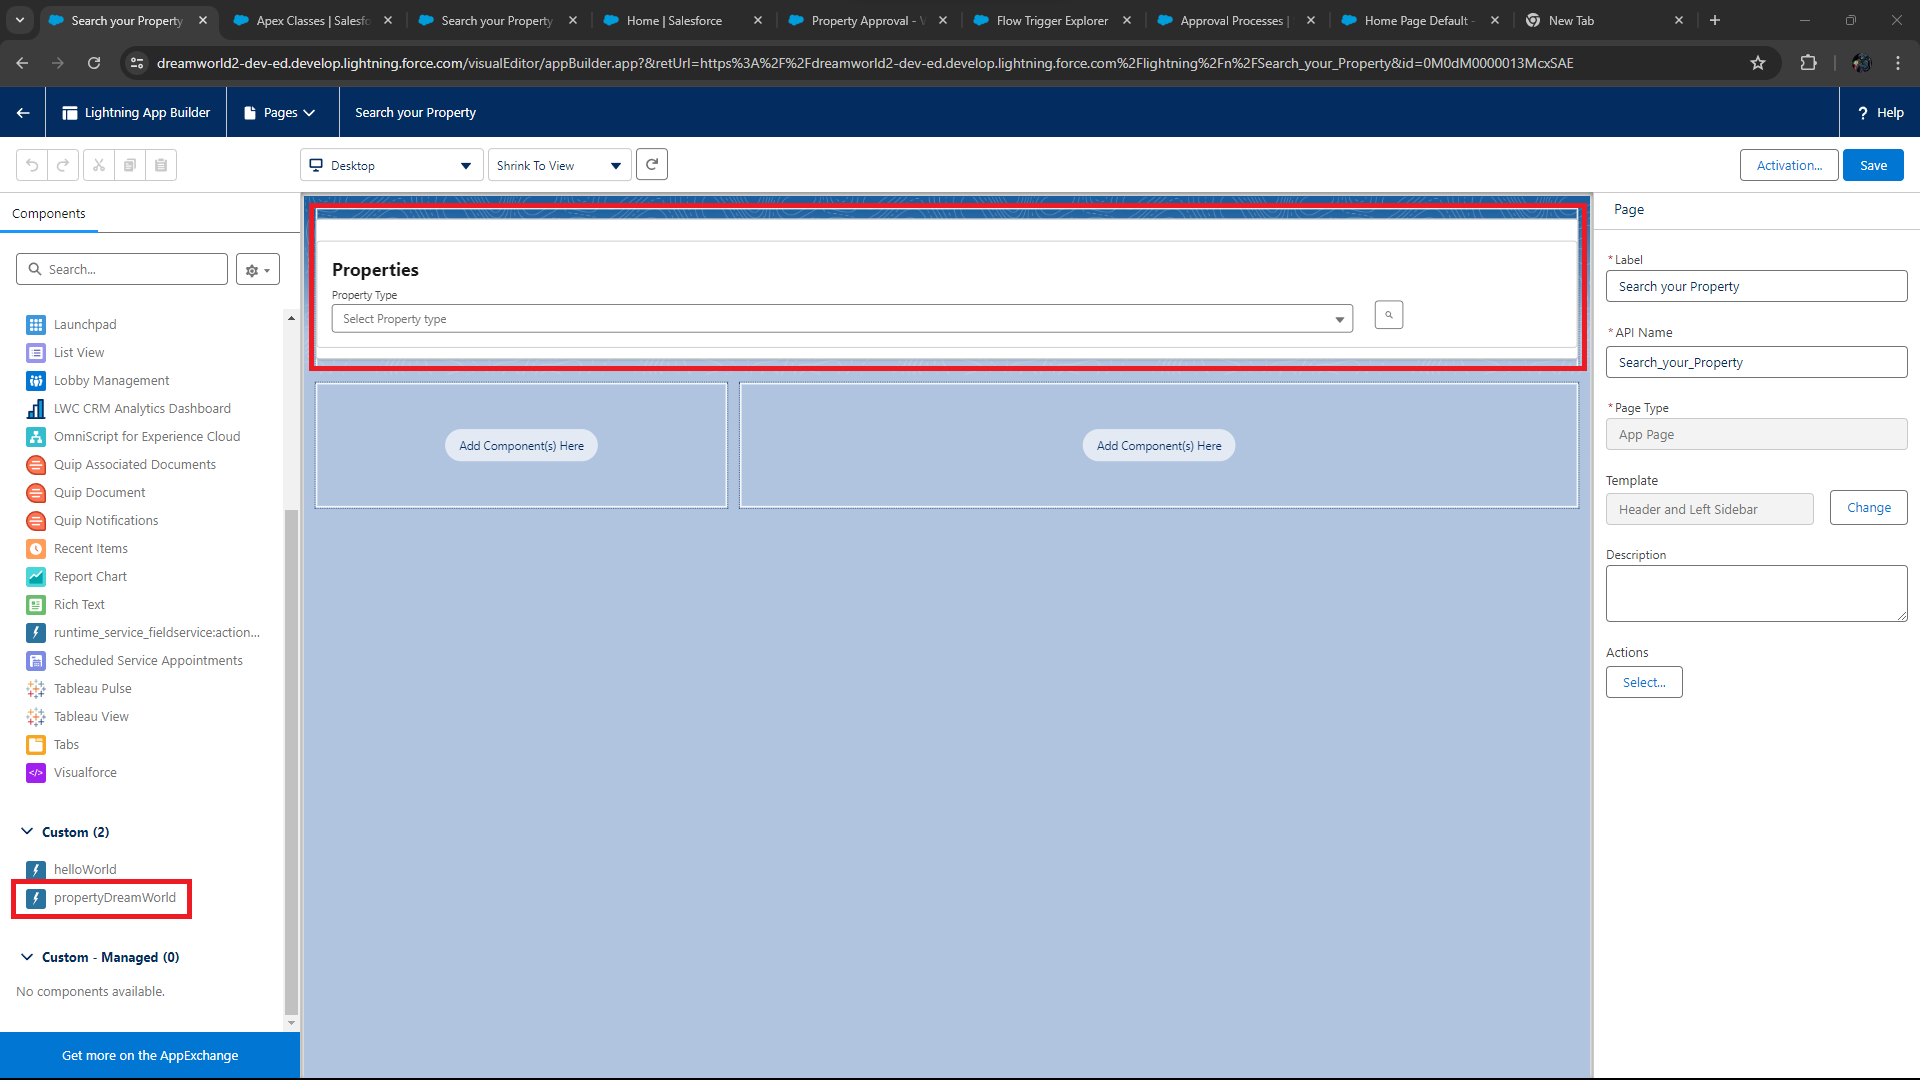 Search your Property
Apex Classes | Salesf
Search your Property
Home | Salesforce
Property Approval - V
Flow Trigger Explorer
Approval Processes |
Home Page Default -
New Tab
dreamworld2-dev-ed.develop.lightning.force.com/visualEditor/appBuilder.app?&retUrl=https%3A%2F%2Fdreamworld2-dev-ed.develop.lightning.force.com%2Flightning%2Fn%2FSearch_your_Property&id=0M0dM0000013McxSAE
Lightning App Builder
Pages
Search your Property
? Help
Desktop
Shrink To View
Activation...
Save
Components
Search...
Launchpad
List View
Lobby Management
LWC CRM Analytics Dashboard
OmniScript for Experience Cloud
Quip Associated Documents
Quip Document
Quip Notifications
Recent Items
Report Chart
Rich Text
runtime_service_fieldservice:action...
Scheduled Service Appointments
Tableau Pulse
Tableau View
Tabs
Visualforce
Custom (2)
helloWorld
propertyDreamWorld
Custom - Managed (0)
No components available.
Get more on the AppExchange
Properties
Property Type
Select Property type
Add Component(s) Here
Add Component(s) Here
Page
*Label
Search your Property
*API Name
Search_your_Property
*Page Type
App Page
Template
Header and Left Sidebar
Change
Description
Actions
Select...